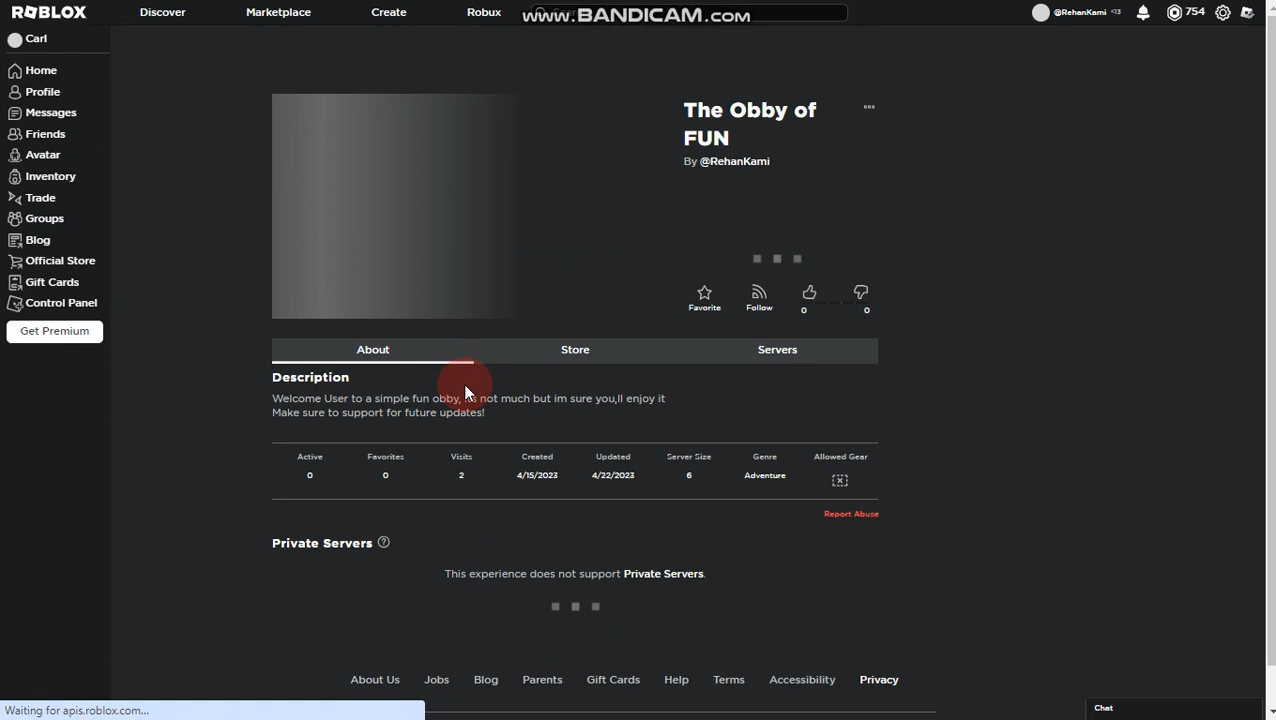 ROBLOX Discover Marketplace Create Robux www.BANDICAM.com @RehanKami <13 754
Carl
Home
Profile
Messages
Friends
Avatar
Inventory
Trade
Groups
Blog
Official Store
Gift Cards
Control Panel
Get Premium
The Obby of
FUN
By @RehanKami
Favorite Follow 0 0
About Store Servers
Description
Welcome User to a simple fun obby, not much but im sure you,ll enjoy it
Make sure to support for future updates!
Active Favorites Visits Created Updated Server Size Genre Allowed Gear
0 0 2 4/15/2023 4/22/2023 6 Adventure
Report Abuse
Private Servers
This experience does not support Private Servers.
About Us Jobs Blog Parents Gift Cards Help Terms Accessibility Privacy
Waiting for apis.roblox.com...
Chat